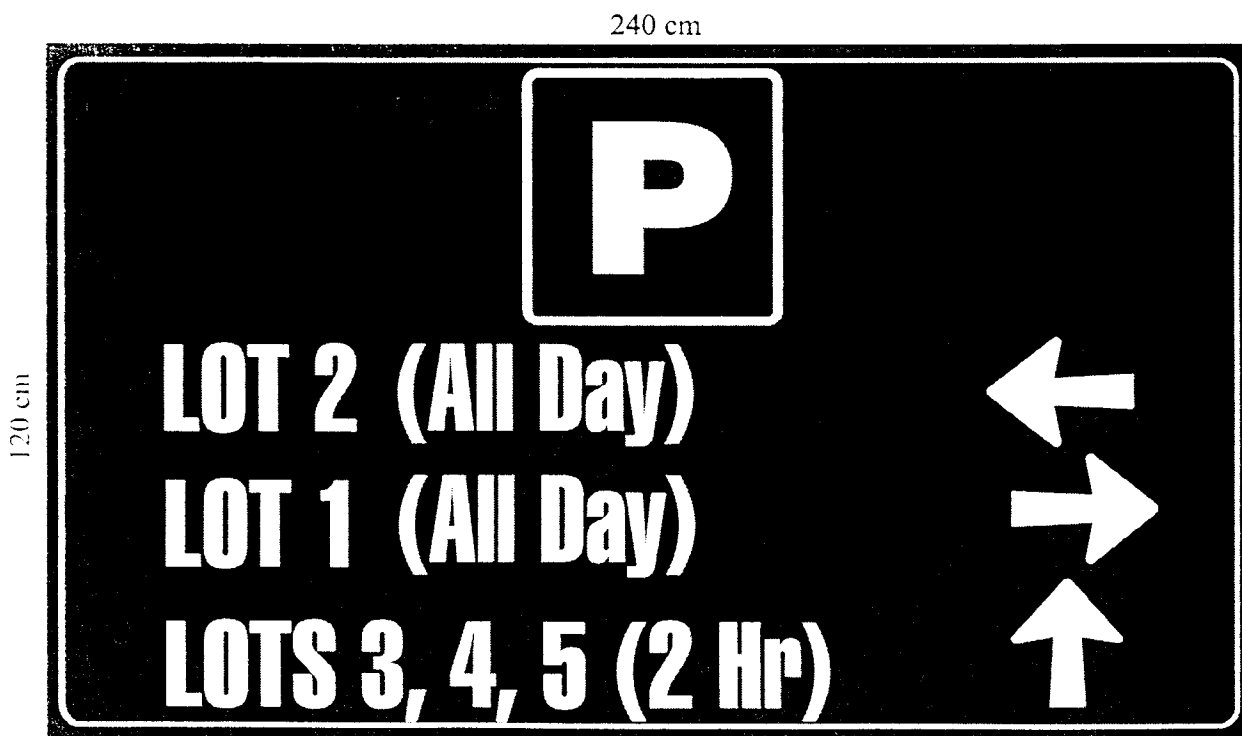 240 cm
P
120 cm
LOT 2 (All Day)
LOT 1 (All Day)
LOTS 3, 4, 5 (2 Hr)